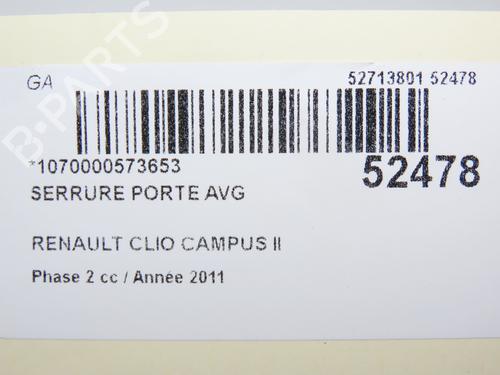 B-PARTS
GA
52713801 52478
*1070000573653
52478
SERRURE PORTE AVG
RENAULT CLIO CAMPUS II
Phase 2 cc / Année 2011